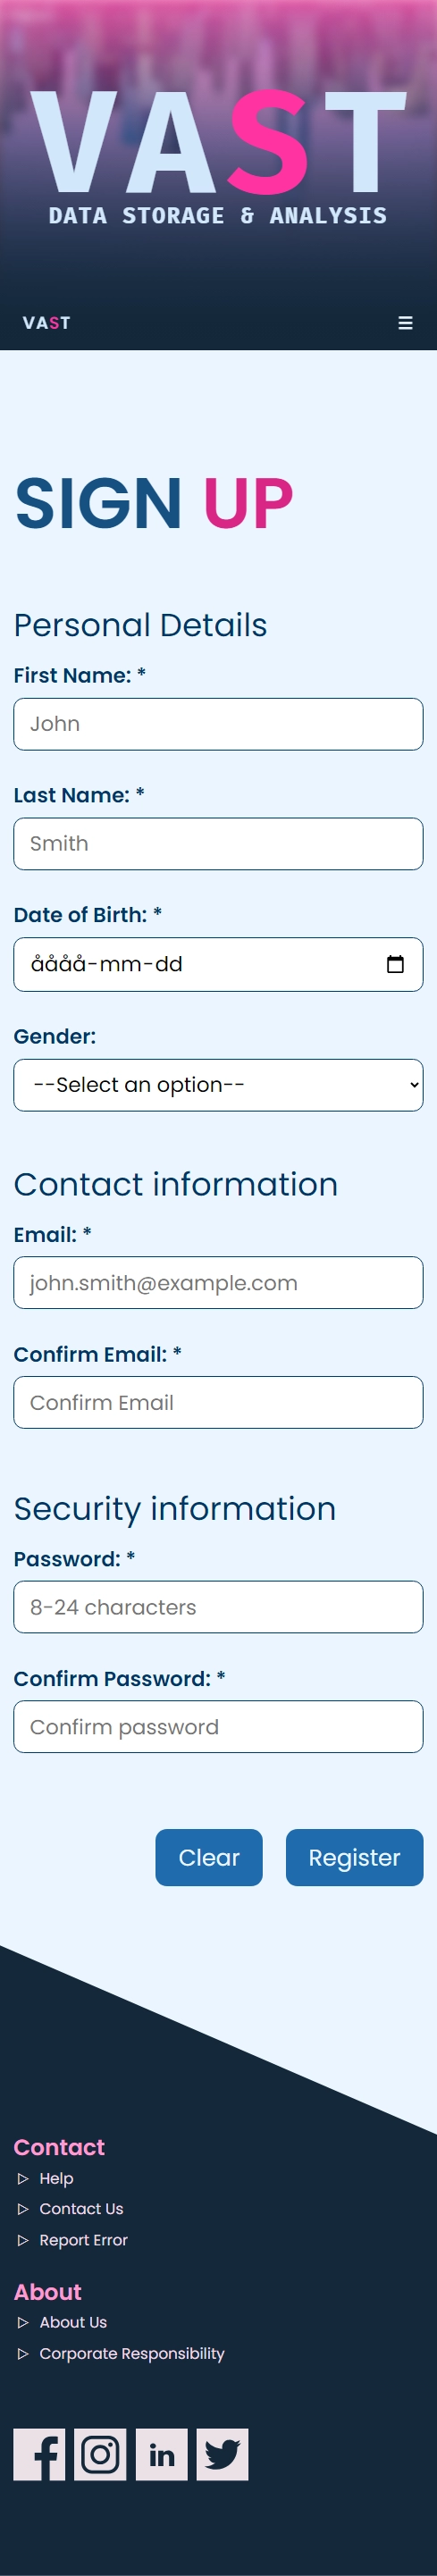 VAST
DATA STORAGE & ANALYSIS
VAST
SIGN UP
Personal Details
First Name: *
John
Last Name: *
Smith
Date of Birth: *
åååå-mm-dd
Gender:
--Select an option--
Contact information
Email: *
john.smith@example.com
Confirm Email: *
Confirm Email
Security information
Password: *
8-24 characters
Confirm Password: *
Confirm password
Clear Register
Contact
Help
Contact Us
Report Error
About
About Us
Corporate Responsibility
in